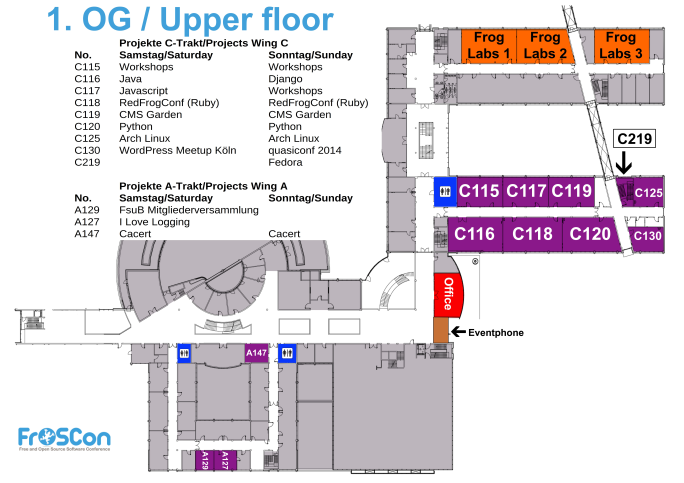 1. OG / Upper floor
Projekte C-Trakt/Projects Wing C
No. Samstag/Saturday Sonntag/Sunday
C115 Workshops Workshops
C116 Java Django
C117 Javascript Workshops
C118 RedFrogConf (Ruby) RedFrogConf (Ruby)
C119 CMS Garden CMS Garden
C120 Python Python
C125 Arch Linux Arch Linux
C130 WordPress Meetup Köln quasiconf 2014
C219 Fedora
Projekte A-Trakt/Projects Wing A
No. Samstag/Saturday Sonntag/Sunday
A129 FsuB Mitgliederversammlung
A127 I Love Logging
A147 Cacert Cacert
Frog Labs 1
Frog Labs 2
Frog Labs 3
C219
C115
C117
C119
C125
C116
C118
C120
C130
Office
Eventphone
A147
A129
A127
FrOSCon
Free and Open Source Software Conference